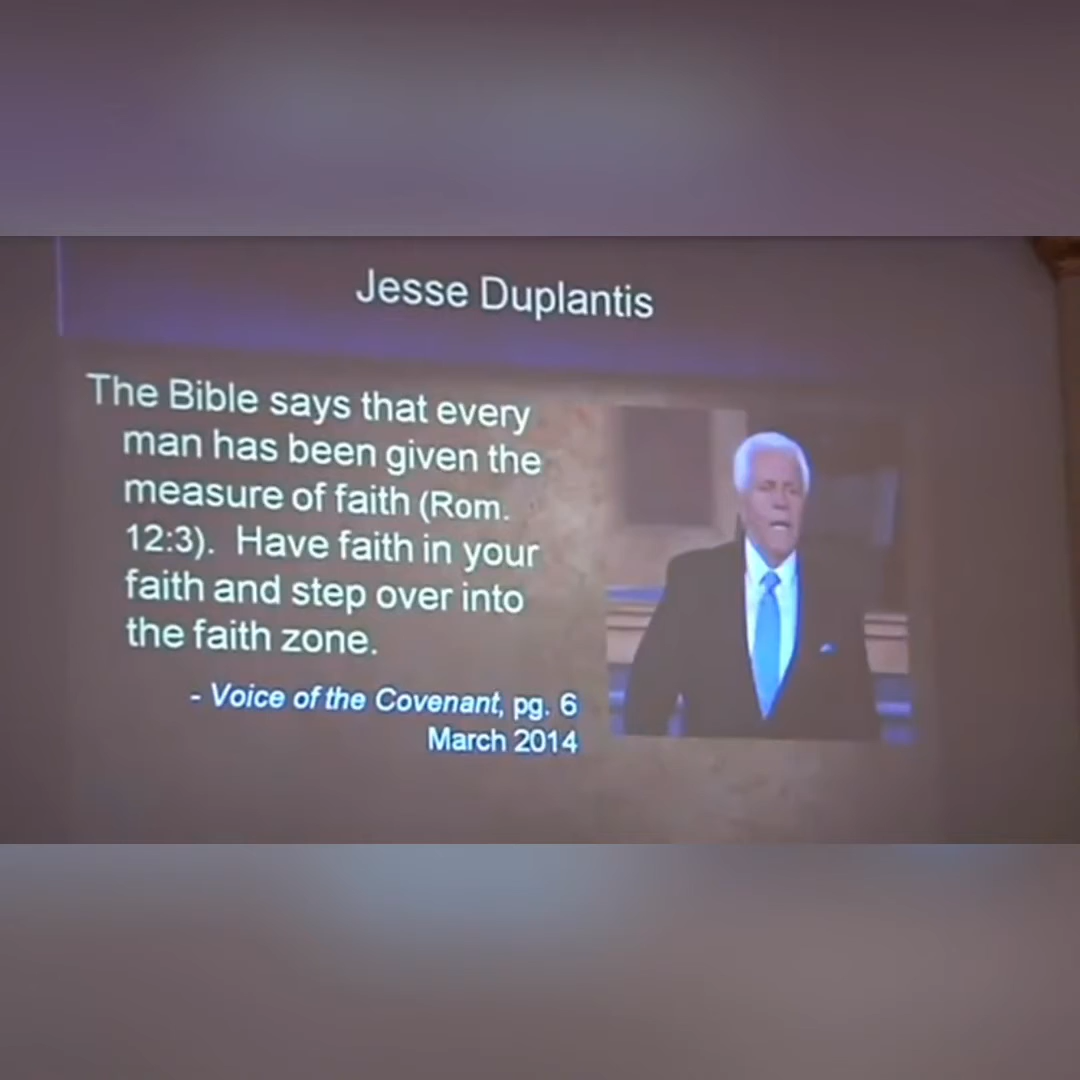 Jesse Duplantis
The Bible says that every
man has been given the
measure of faith (Rom.
12:3).  Have faith in your
faith and step over into
the faith zone.
- Voice of the Covenant, pg. 6
March 2014